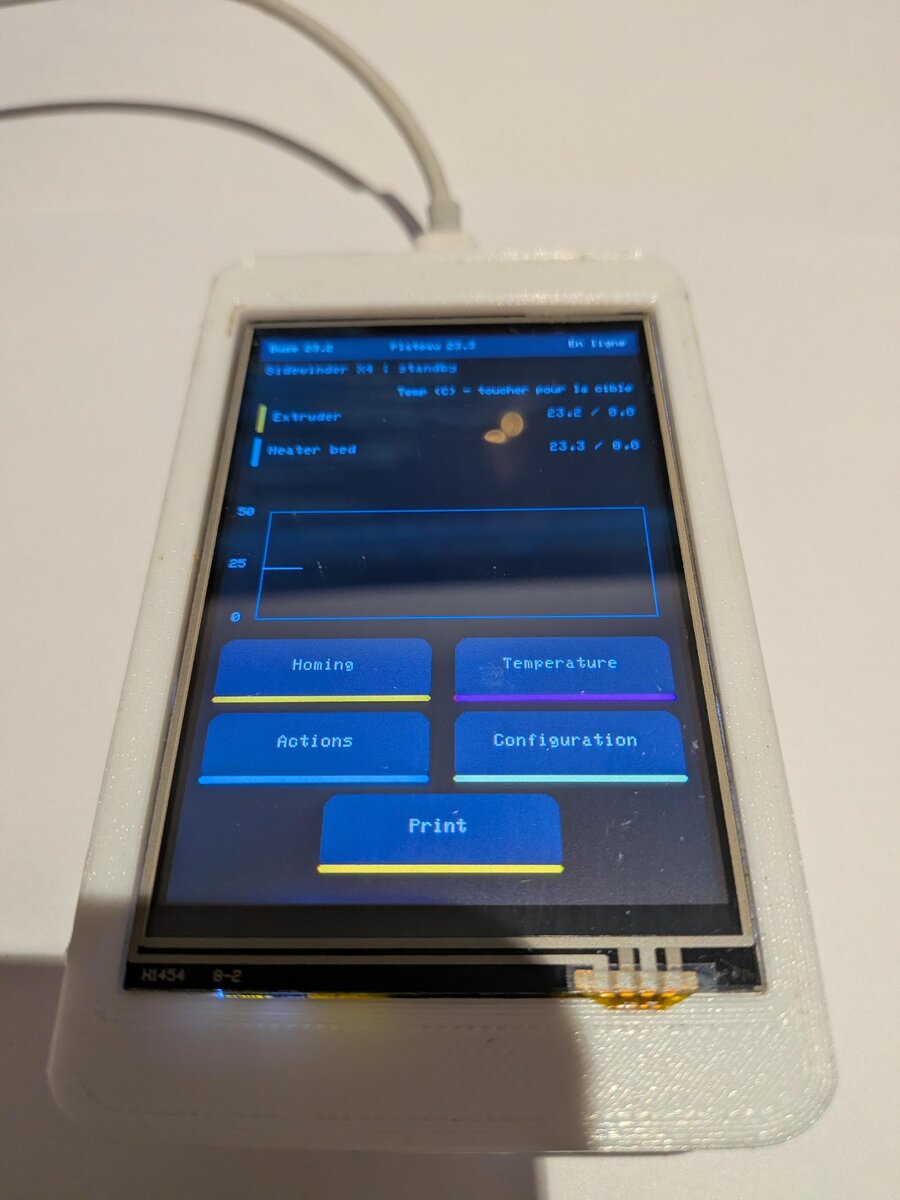 Buse 23.2 Plateau 23.3 En ligne
Sidewinder X4 | standby
Temp (C) - toucher pour la cible
Extruder 23.2 / 0.0
Heater bed 23.3 / 0.0
50
25
0
Homing Temperature
Actions Configuration
Print
H1454 8-2